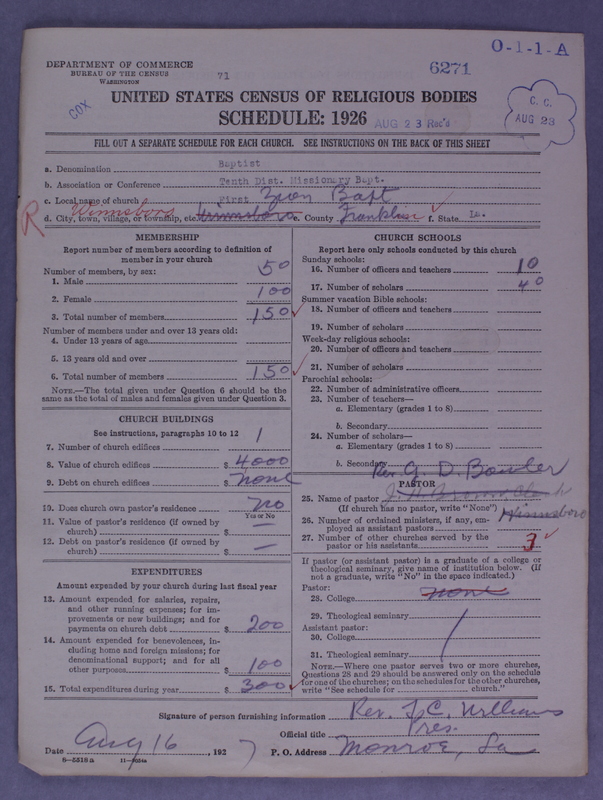 O-1-1-A
DEPARTMENT OF COMMERCE
BUREAU OF THE CENSUS
WASHINGTON
71
6271
COX
UNITED STATES CENSUS OF RELIGIOUS BODIES
SCHEDULE: 1926
AUG 23 Rec'd
C. C.
AUG 23
FILL OUT A SEPARATE SCHEDULE FOR EACH CHURCH. SEE INSTRUCTIONS ON THE BACK OF THIS SHEET
a. Denomination Baptist
b. Association or Conference Tenth Dist. Missionary Bapt.
c. Local name of church First Zion Bapt
R
d. City, town, village, or township, etc. Winnsboro Winnsboro e. County Franklin f. State La.
MEMBERSHIP
Report number of members according to definition of
member in your church
Number of members, by sex:
1. Male 50
2. Female 100
3. Total number of members 150
Number of members under and over 13 years old:
4. Under 13 years of age
5. 13 years old and over
6. Total number of members 150
NOTE.—The total given under Question 6 should be the
same as the total of males and females given under Question 3.
CHURCH BUILDINGS
See instructions, paragraphs 10 to 12
7. Number of church edifices 1
8. Value of church edifices $ 4000
9. Debt on church edifices $ none
10. Does church own pastor's residence no
Yes or No
11. Value of pastor's residence (if owned by
church) $ —
12. Debt on pastor's residence (if owned by
church) $ —
EXPENDITURES
Amount expended by your church during last fiscal year
13. Amount expended for salaries, repairs,
and other running expenses; for im-
provements or new buildings; and for
payments on church debt $ 200
14. Amount expended for benevolences, in-
cluding home and foreign missions; for
denominational support; and for all
other purposes $ 100
15. Total expenditures during year $ 300
CHURCH SCHOOLS
Report here only schools conducted by this church
Sunday schools:
16. Number of officers and teachers 10
17. Number of scholars 40
Summer vacation Bible schools:
18. Number of officers and teachers
19. Number of scholars
Week-day religious schools:
20. Number of officers and teachers
21. Number of scholars
Parochial schools:
22. Number of administrative officers
23. Number of teachers—
a. Elementary (grades 1 to 8)
b. Secondary
24. Number of scholars—
a. Elementary (grades 1 to 8)
b. Secondary
Rev. G. D. Bowler
PASTOR
25. Name of pastor
(If church has no pastor, write "None") Winnsboro
26. Number of ordained ministers, if any, em-
ployed as assistant pastors
27. Number of other churches served by the
pastor or his assistants 3
If pastor (or assistant pastor) is a graduate of a college or
theological seminary, give name of institution below. (If
not a graduate, write "No" in the space indicated.)
Pastor:
28. College none
29. Theological seminary
Assistant pastor:
30. College
31. Theological seminary
NOTE.—Where one pastor serves two or more churches,
Questions 28 and 29 should be answered only on the schedule
for one of the churches; on the schedules for the other churches,
write "See schedule for church."
Signature of person furnishing information Rev. J. C. Williams
Official title Pres.
Date Aug 16, 1927 P. O. Address Monroe, La
8—5518a 11—9054a